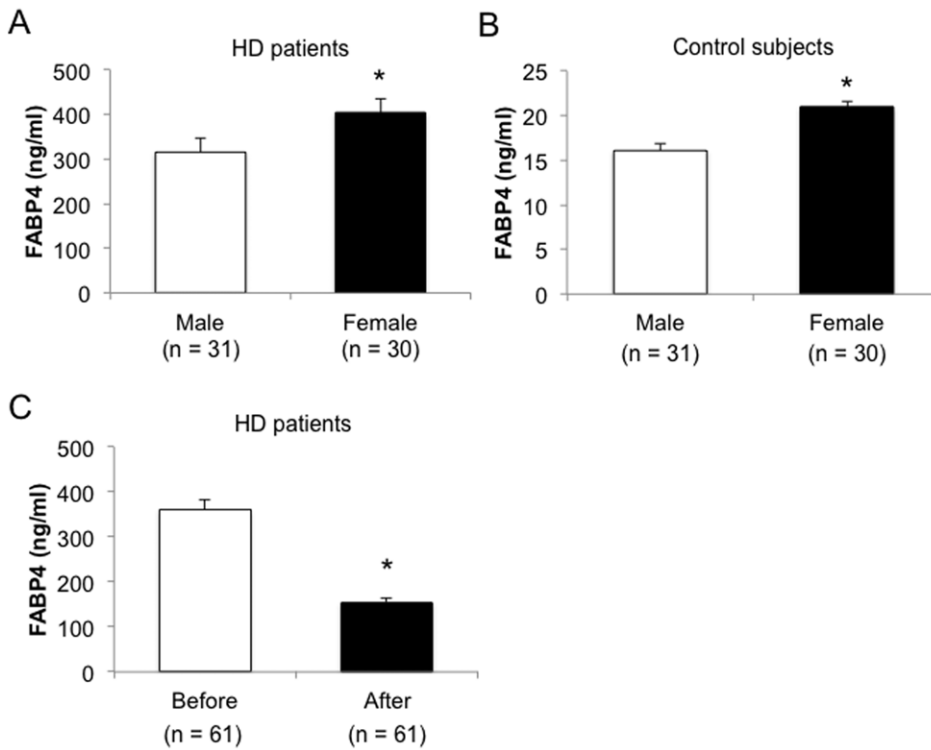 A
HD patients
FABP4 (ng/ml)
500
400
300
200
100
0
*
Male
(n = 31)
Female
(n = 30)
B
Control subjects
FABP4 (ng/ml)
25
20
15
10
5
0
*
Male
(n = 31)
Female
(n = 30)
C
HD patients
FABP4 (ng/ml)
500
400
300
200
100
0
*
Before
(n = 61)
After
(n = 61)